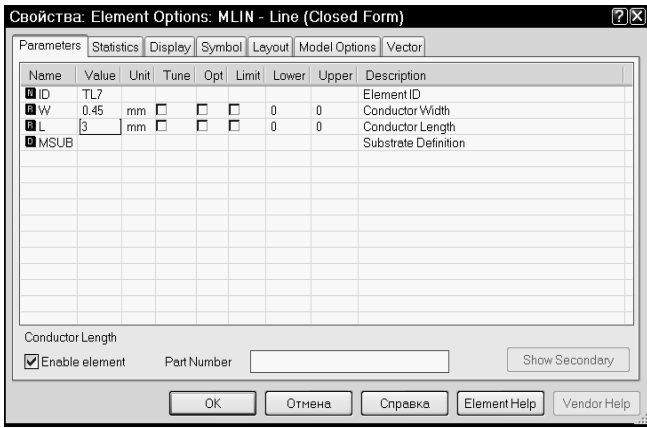 Свойства: Element Options: MLIN - Line (Closed Form)
Parameters Statistics Display Symbol Layout Model Options Vector
Name Value Unit Tune Opt Limit Lower Upper Description
N ID TL7 Element ID
R W 0.45 mm 0 0 Conductor Width
R L 3 mm 0 0 Conductor Length
D MSUB Substrate Definition
Conductor Length
Enable element Part Number Show Secondary
OK Отмена Справка Element Help Vendor Help